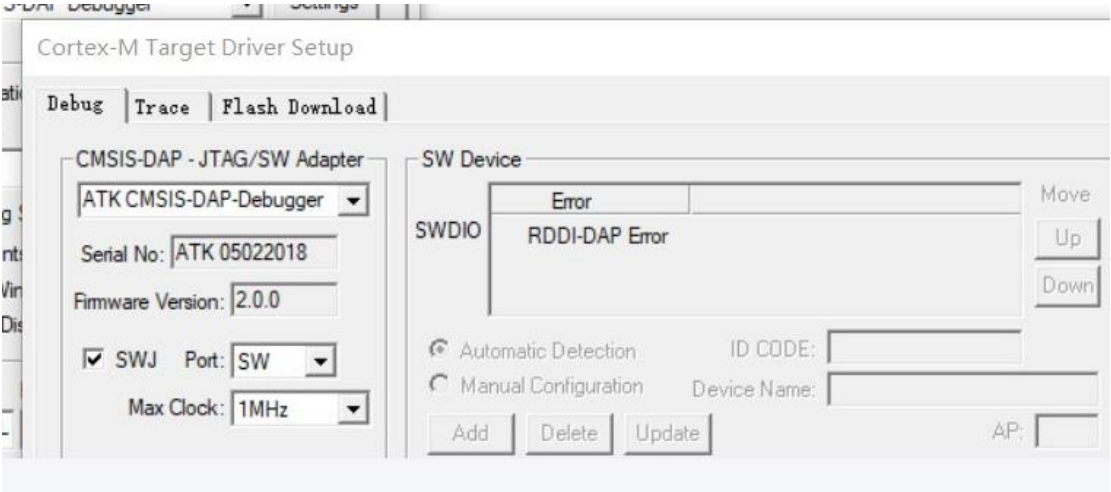 Debugger Settings
Cortex-M Target Driver Setup
Debug Trace Flash Download
CMSIS-DAP - JTAG/SW Adapter
ATK CMSIS-DAP-Debugger
Serial No: ATK 05022018
Firmware Version: 2.0.0
SWJ Port: SW
Max Clock: 1MHz
SW Device
Error
SWDIO RDDI-DAP Error
Move
Up
Down
Automatic Detection ID CODE:
Manual Configuration Device Name:
Add Delete Update AP: